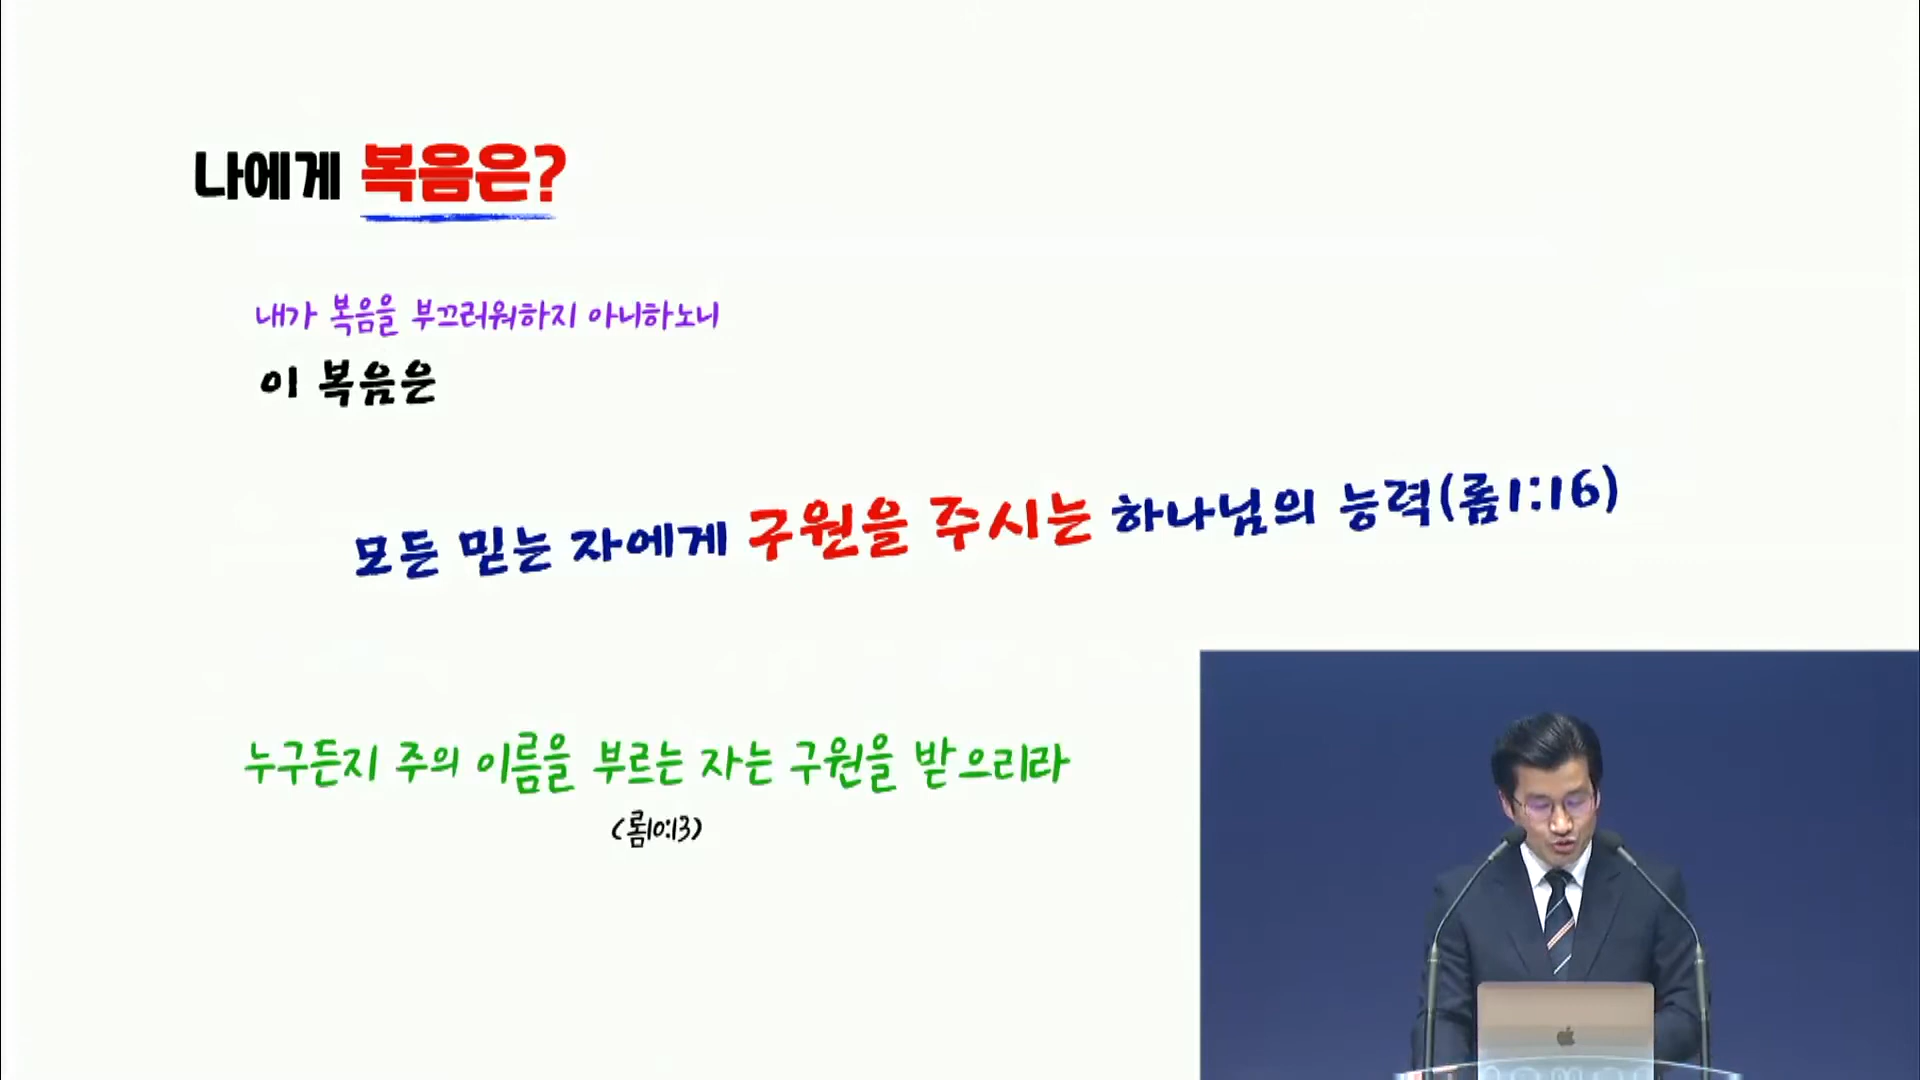 나에게 복음은?
내가 복음을 부끄러워하지 아니하노니
이 복음은
모든 믿는 자에게 구원을 주시는 하나님의 능력(롬1:16)
누구든지 주의 이름을 부르는 자는 구원을 받으리라
(롬10:13)